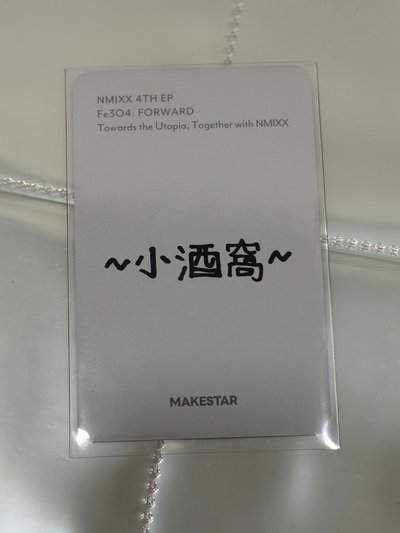 NMIXX 4TH EP
Fe3O4: FORWARD
Towards the Utopia, Together with NMIXX
~小酒窩~
MAKESTAR